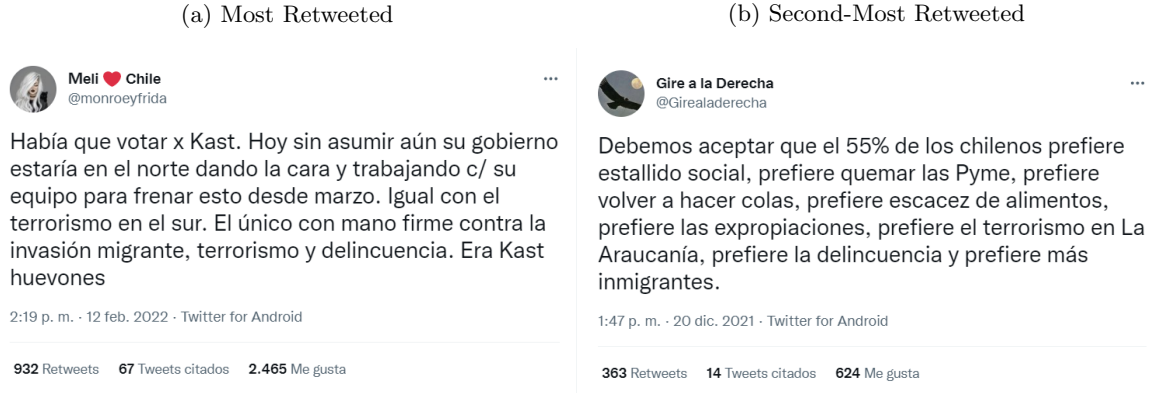 (a) Most Retweeted
Meli ❤️ Chile
@monroeyfrida
Había que votar x Kast. Hoy sin asumir aún su gobierno
estaría en el norte dando la cara y trabajando c/ su
equipo para frenar esto desde marzo. Igual con el
terrorismo en el sur. El único con mano firme contra la
invasión migrante, terrorismo y delincuencia. Era Kast
huevones
2:19 p. m. · 12 feb. 2022 · Twitter for Android
932 Retweets 67 Tweets citados 2.465 Me gusta
(b) Second-Most Retweeted
Gire a la Derecha
@Girealaderecha
Debemos aceptar que el 55% de los chilenos prefiere
estallido social, prefiere quemar las Pyme, prefiere
volver a hacer colas, prefiere escacez de alimentos,
prefiere las expropiaciones, prefiere el terrorismo en La
Araucanía, prefiere la delincuencia y prefiere más
inmigrantes.
1:47 p. m. · 20 dic. 2021 · Twitter for Android
363 Retweets 14 Tweets citados 624 Me gusta